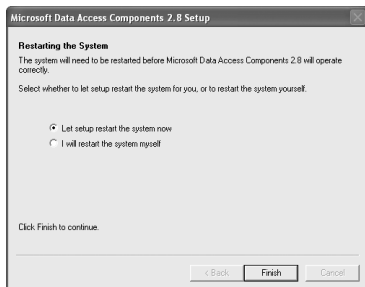 Microsoft Data Access Components 2.8 Setup
Restarting the System
The system will need to be restarted before Microsoft Data Access Components 2.8 will operate
correctly.
Select whether to let setup restart the system for you, or to restart the system yourself.
Let setup restart the system now
I will restart the system myself
Click Finish to continue.
< Back Finish Cancel